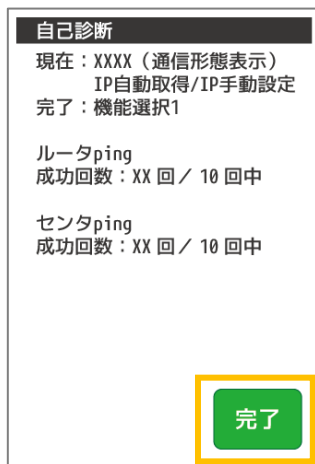 自己診断
現在：XXXX（通信形態表示）
IP自動取得/IP手動設定
完了：機能選択1
ルータping
成功回数：XX 回／ 10 回中
センタping
成功回数：XX 回／ 10 回中
完了